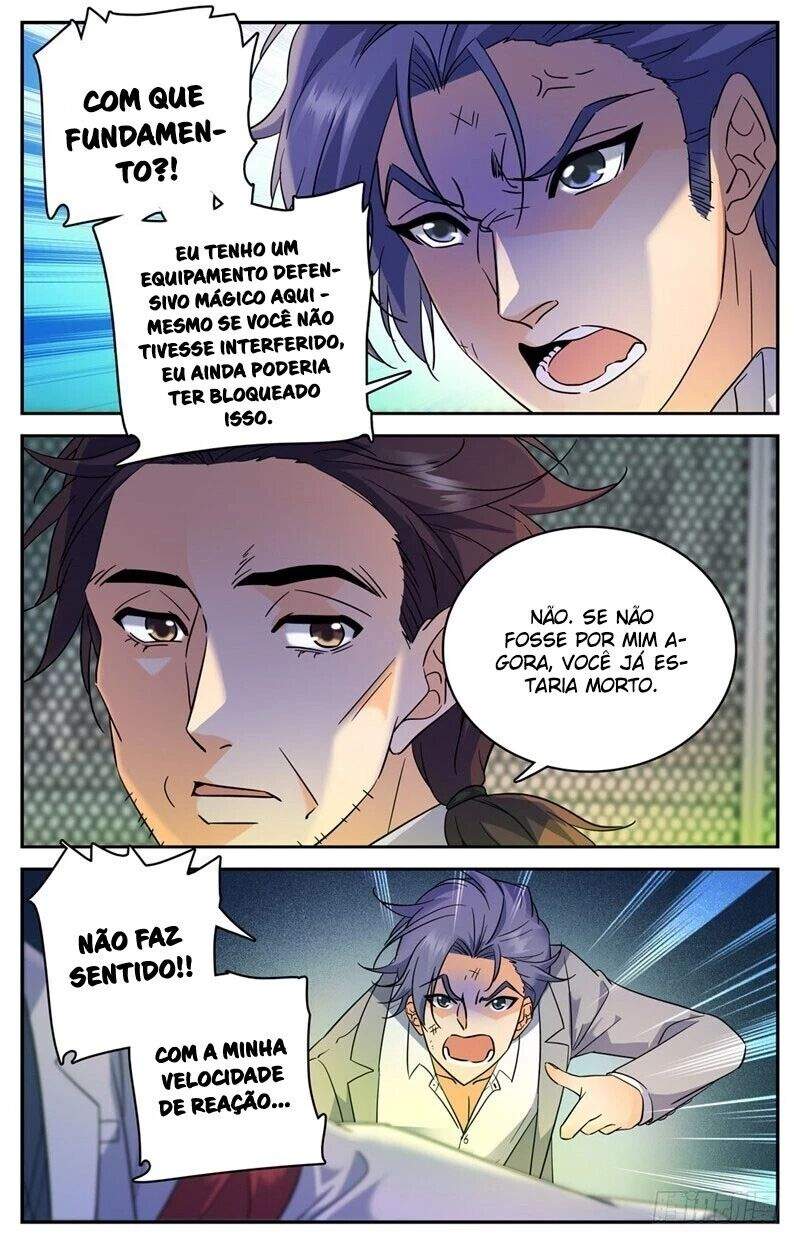 COM QUE
FUNDAMEN-
TO?!
EU TENHO UM
EQUIPAMENTO DEFEN-
SIVO MÁGICO AQUI -
MESMO SE VOCÊ NÃO
TIVESSE INTERFERIDO,
EU AINDA PODERIA
TER BLOQUEADO
ISSO.
NÃO. SE NÃO
FOSSE POR MIM A-
GORA, VOCÊ JÁ ES-
TARIA MORTO.
NÃO FAZ
SENTIDO!!
COM A MINHA
VELOCIDADE
DE REAÇÃO...